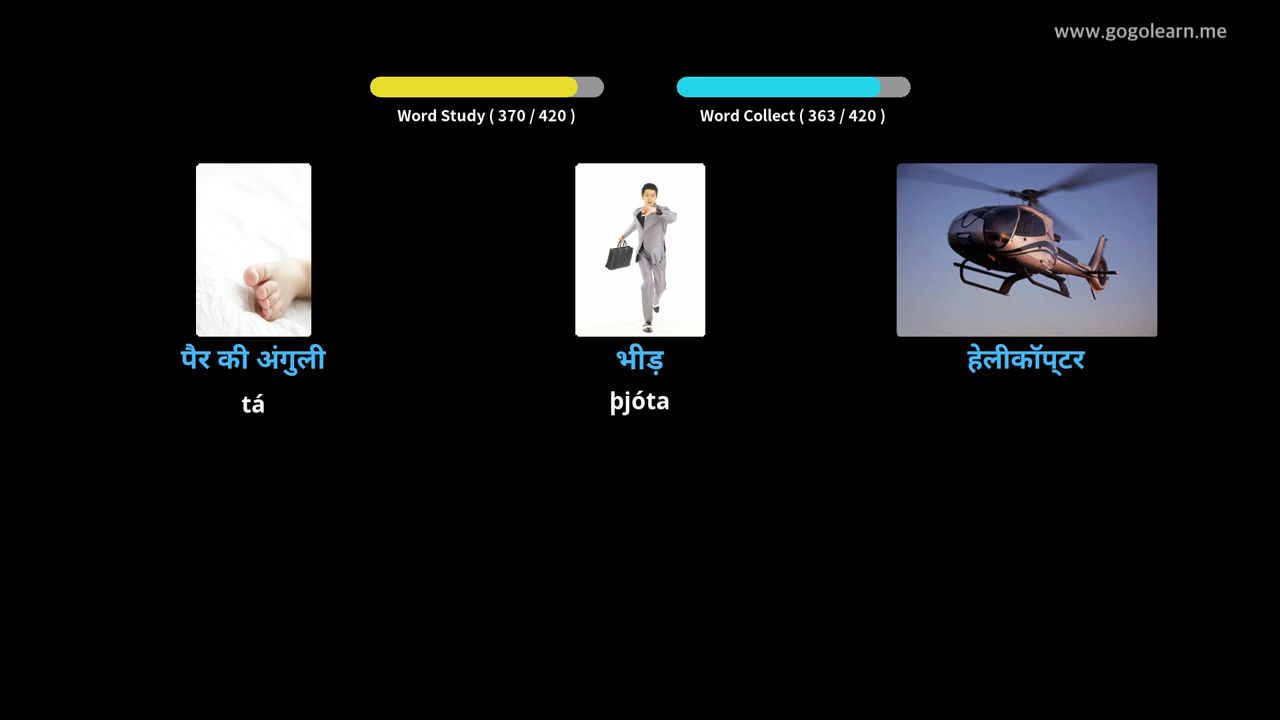 www.gogolearn.me
Word Study ( 370 / 420 )
Word Collect ( 363 / 420 )
पैर की अंगुली
भीड़
हेलीकॉप्टर
tá
þjóta